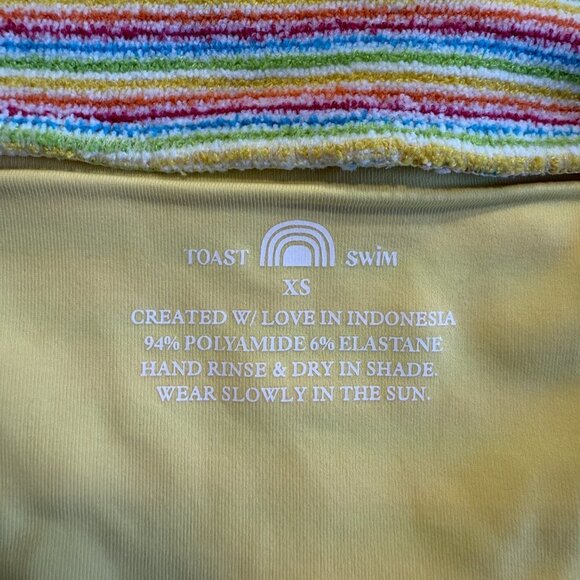 TOAST SWiM
XS
CREATED W/ LOVE IN INDONESIA
94% POLYAMIDE 6% ELASTANE
HAND RINSE & DRY IN SHADE.
WEAR SLOWLY IN THE SUN.